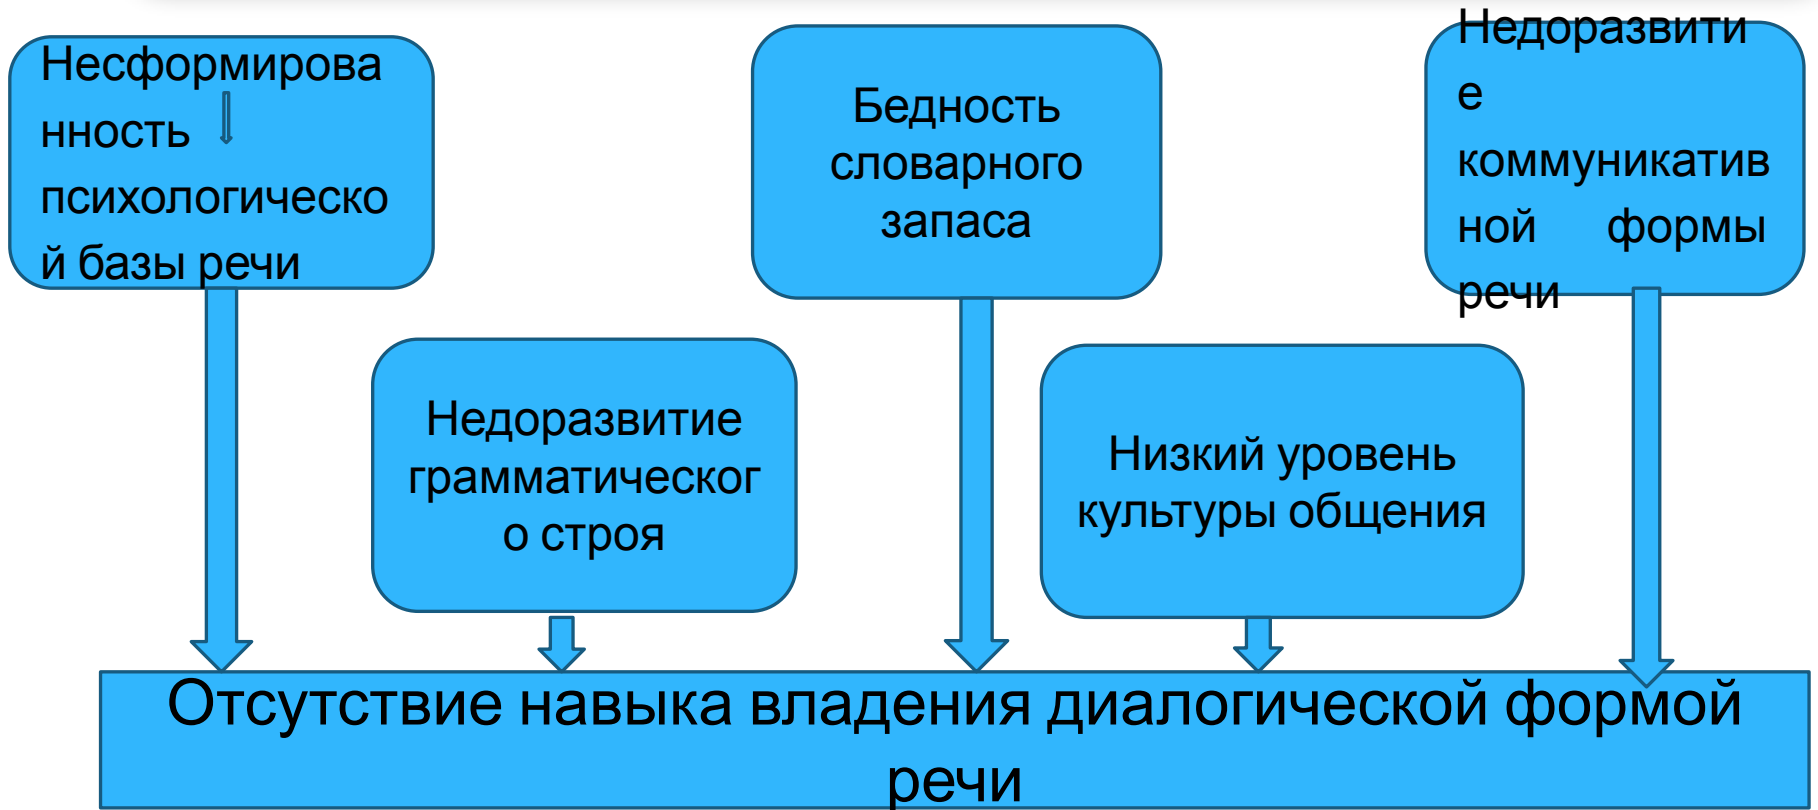 Несформирова
нность
психологическо
й базы речи
Бедность
словарного
запаса
Недоразвити
е
коммуникатив
ной формы
речи
Недоразвитие
грамматическог
о строя
Низкий уровень
культуры общения
Отсутствие навыка владения диалогической формой
речи